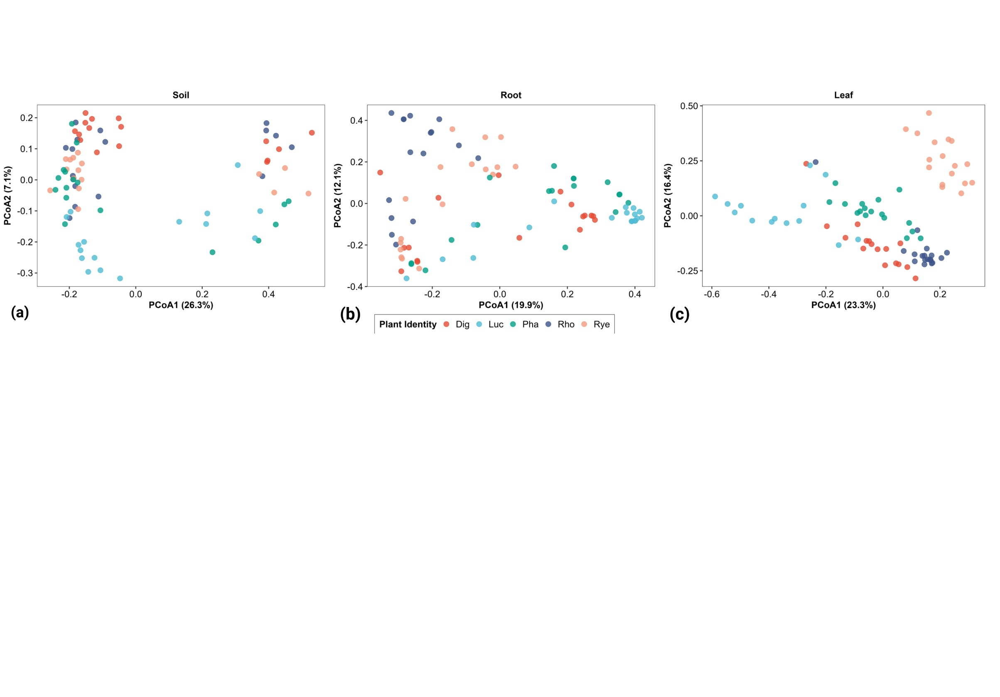 Soil
0.2
0.1
0.0
-0.1
-0.2
-0.3
PCoA2 (7.1%)
-0.2 0.0 0.2 0.4
PCoA1 (26.3%)
(a)
Root
0.4
0.2
0.0
-0.2
-0.4
PCoA2 (12.1%)
-0.2 0.0 0.2 0.4
PCoA1 (19.9%)
(b)
Leaf
0.50
0.25
0.00
-0.25
PCoA2 (16.4%)
-0.6 -0.4 -0.2 0.0 0.2
PCoA1 (23.3%)
(c)
Plant Identity Dig Luc Pha Rho Rye